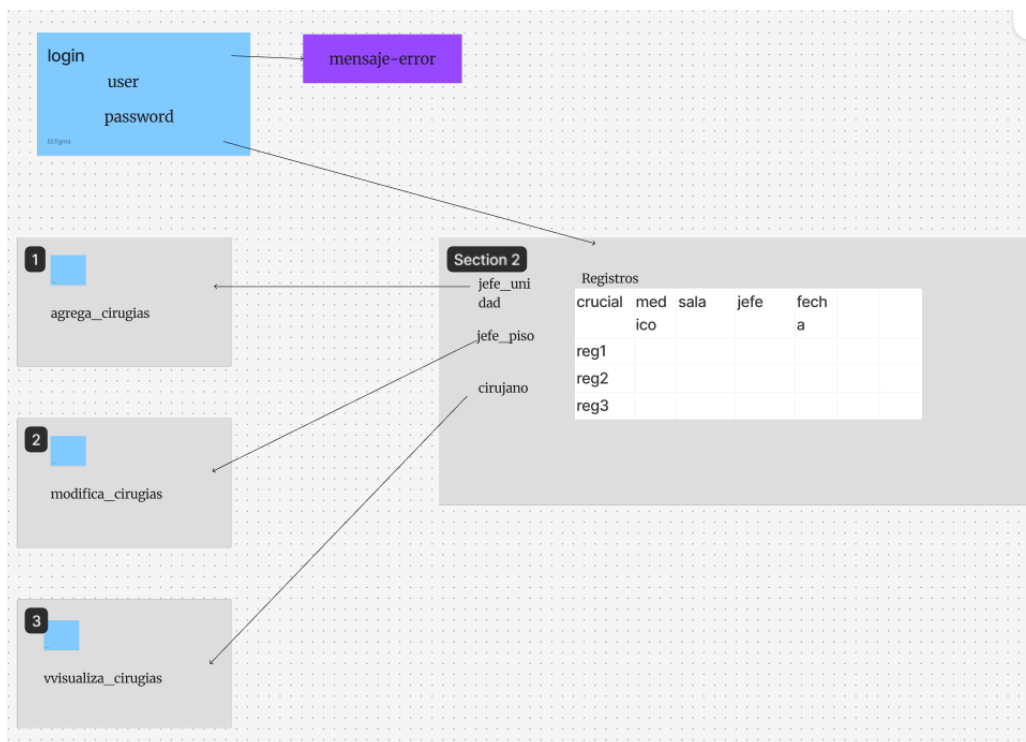 login
mensaje-error
user
password
EEfigma
1
agrega_cirugias
Section 2
jefe_uni
dad
jefe_piso
cirujano
Registros
crucial med sala jefe fech
ico a
reg1
reg2
reg3
2
modifica_cirugias
3
vvisualiza_cirugias